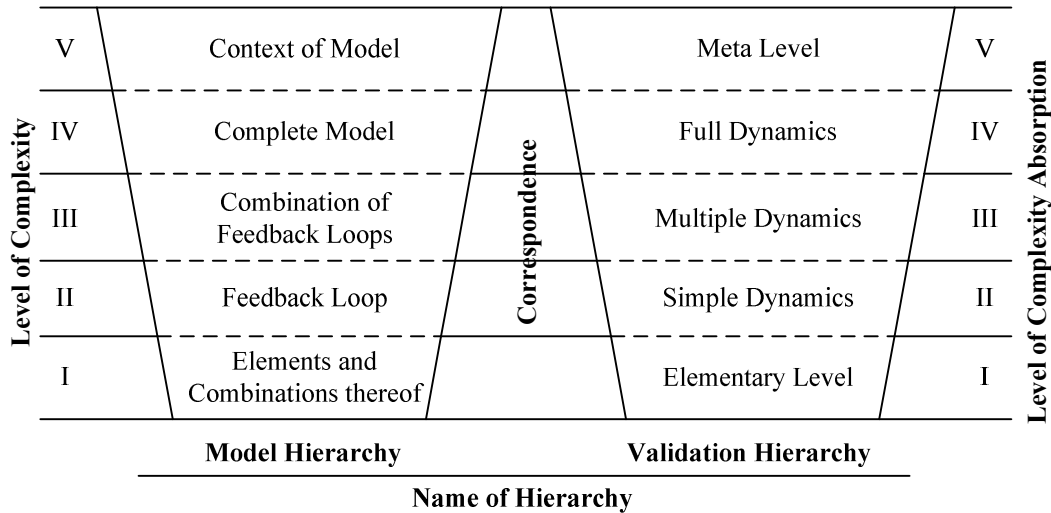 Level of Complexity
V
Context of Model
Meta Level
V
IV
Complete Model
Full Dynamics
IV
III
Combination of
Feedback Loops
Multiple Dynamics
III
II
Feedback Loop
Simple Dynamics
II
I
Elements and
Combinations thereof
Elementary Level
I
Correspondence
Level of Complexity Absorption
Model Hierarchy
Validation Hierarchy
Name of Hierarchy